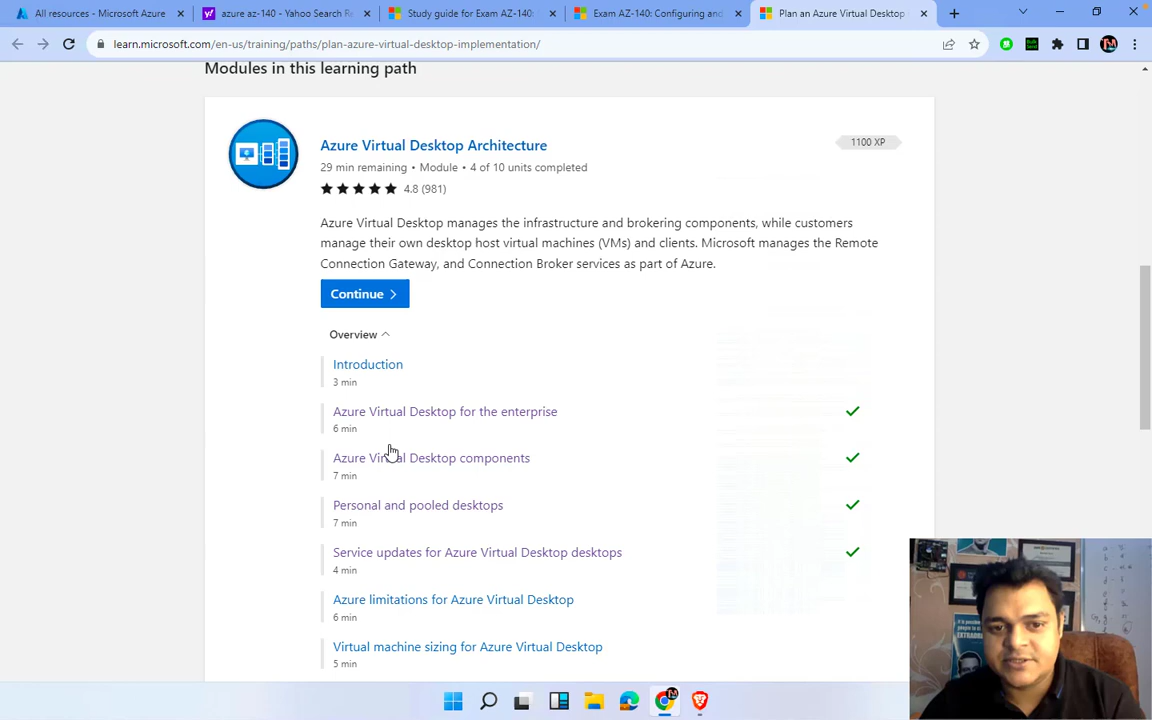 All resources - Microsoft Azure
azure az-140 - Yahoo Search Re
Study guide for Exam AZ-140:
Exam AZ-140: Configuring and
Plan an Azure Virtual Desktop
learn.microsoft.com/en-us/training/paths/plan-azure-virtual-desktop-implementation/
Modules in this learning path
Azure Virtual Desktop Architecture
1100 XP
29 min remaining • Module • 4 of 10 units completed
4.8 (981)
Azure Virtual Desktop manages the infrastructure and brokering components, while customers
manage their own desktop host virtual machines (VMs) and clients. Microsoft manages the Remote
Connection Gateway, and Connection Broker services as part of Azure.
Continue
Overview
Introduction
3 min
Azure Virtual Desktop for the enterprise
6 min
Azure Virtual Desktop components
7 min
Personal and pooled desktops
7 min
Service updates for Azure Virtual Desktop desktops
4 min
Azure limitations for Azure Virtual Desktop
6 min
Virtual machine sizing for Azure Virtual Desktop
5 min